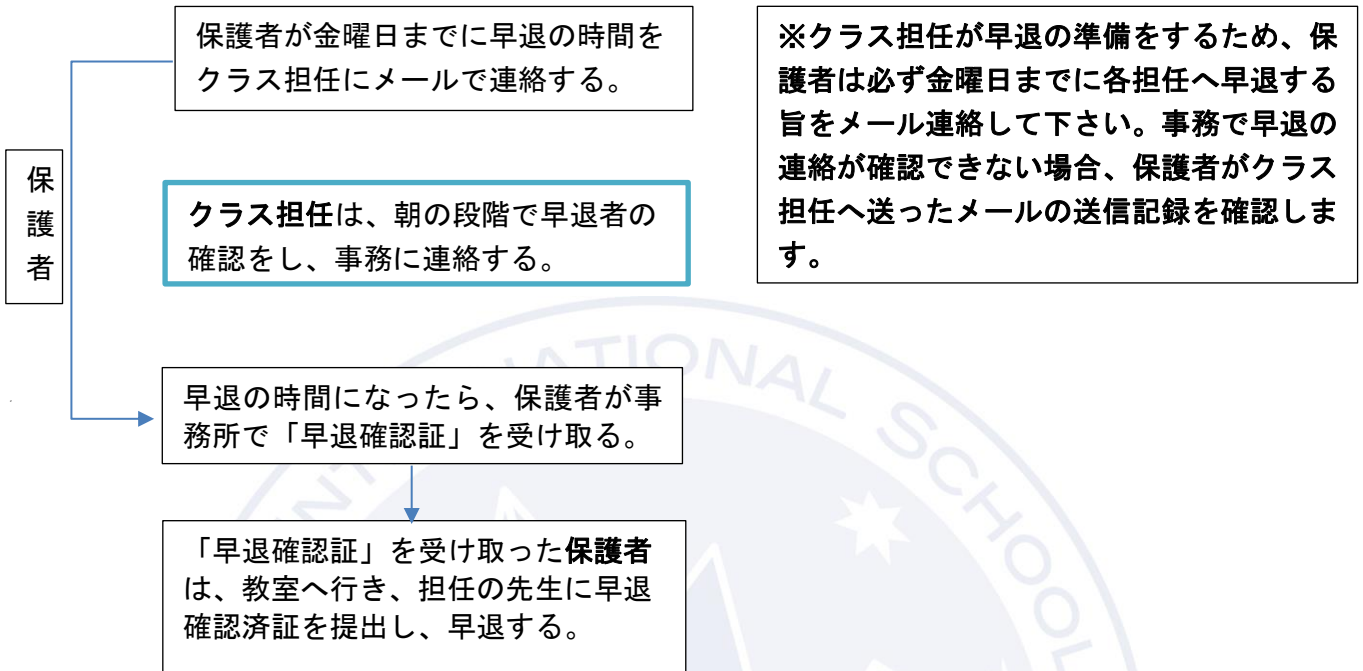 保護者が金曜日までに早退の時間を
クラス担任にメールで連絡する。
※クラス担任が早退の準備をするため、保
護者は必ず金曜日までに各担任へ早退する
旨をメール連絡して下さい。事務で早退の
連絡が確認できない場合、保護者がクラス
担任へ送ったメールの送信記録を確認しま
す。
保
護
者
クラス担任は、朝の段階で早退者の
確認をし、事務に連絡する。
早退の時間になったら、保護者が事
務所で「早退確認証」を受け取る。
「早退確認証」を受け取った保護者
は、教室へ行き、担任の先生に早退
確認済証を提出し、早退する。
INTERNATIONAL SCHOOL